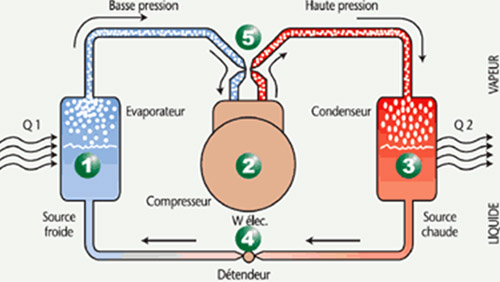 Basse pression
Haute pression
5
VAPEUR
Evaporateur
Condenseur
Q 1
Q 2
1
2
3
Compresseur
W élec.
Source
froide
Source
chaude
4
LIQUIDE
Détendeur